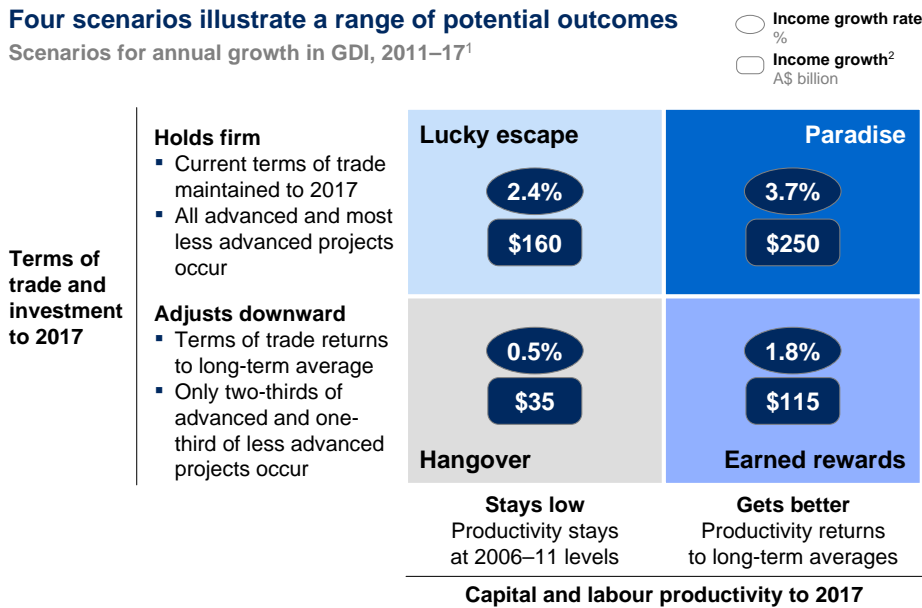 Four scenarios illustrate a range of potential outcomes
Scenarios for annual growth in GDI, 2011–17¹
Income growth rate
%
Income growth²
A$ billion
Terms of
trade and
investment
to 2017
Holds firm
▪ Current terms of trade
maintained to 2017
▪ All advanced and most
less advanced projects
occur
Adjusts downward
▪ Terms of trade returns
to long-term average
▪ Only two-thirds of
advanced and one-
third of less advanced
projects occur
Lucky escape
2.4%
$160
Paradise
3.7%
$250
0.5%
$35
Hangover
1.8%
$115
Earned rewards
Stays low
Productivity stays
at 2006–11 levels
Gets better
Productivity returns
to long-term averages
Capital and labour productivity to 2017